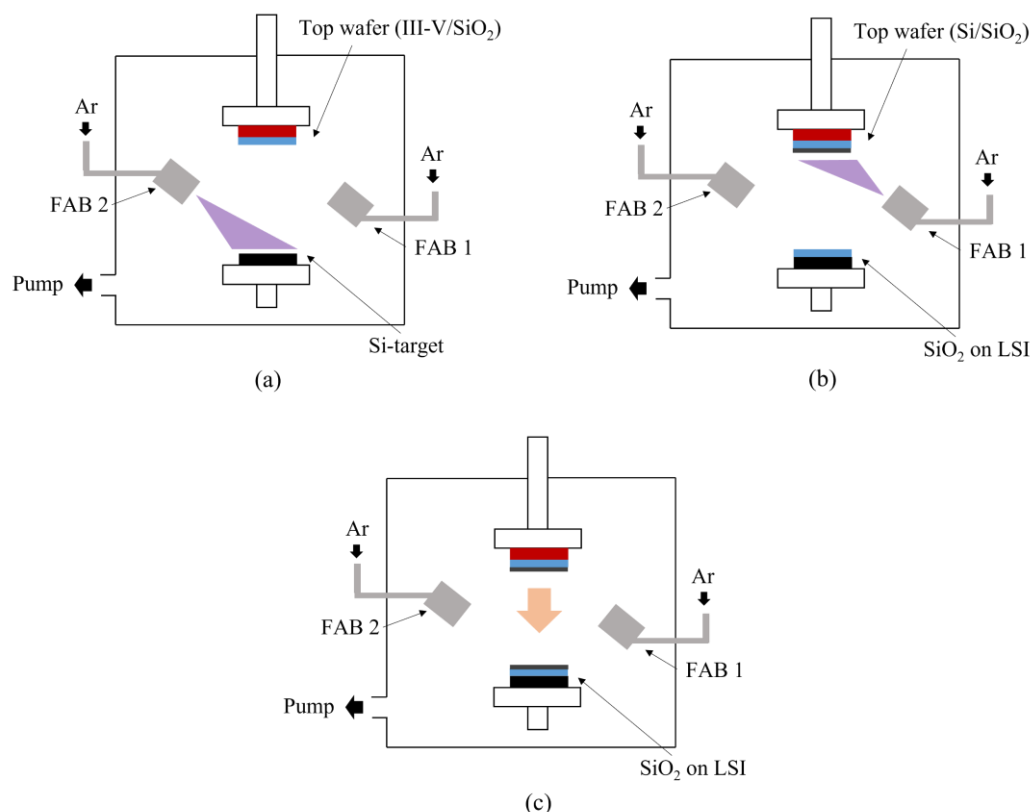 Top wafer (III-V/SiO₂)
Ar
Ar
FAB 2
FAB 1
Pump
Si-target
(a)
Top wafer (Si/SiO₂)
Ar
Ar
FAB 2
FAB 1
Pump
SiO₂ on LSI
(b)
Ar
Ar
FAB 2
FAB 1
Pump
SiO₂ on LSI
(c)